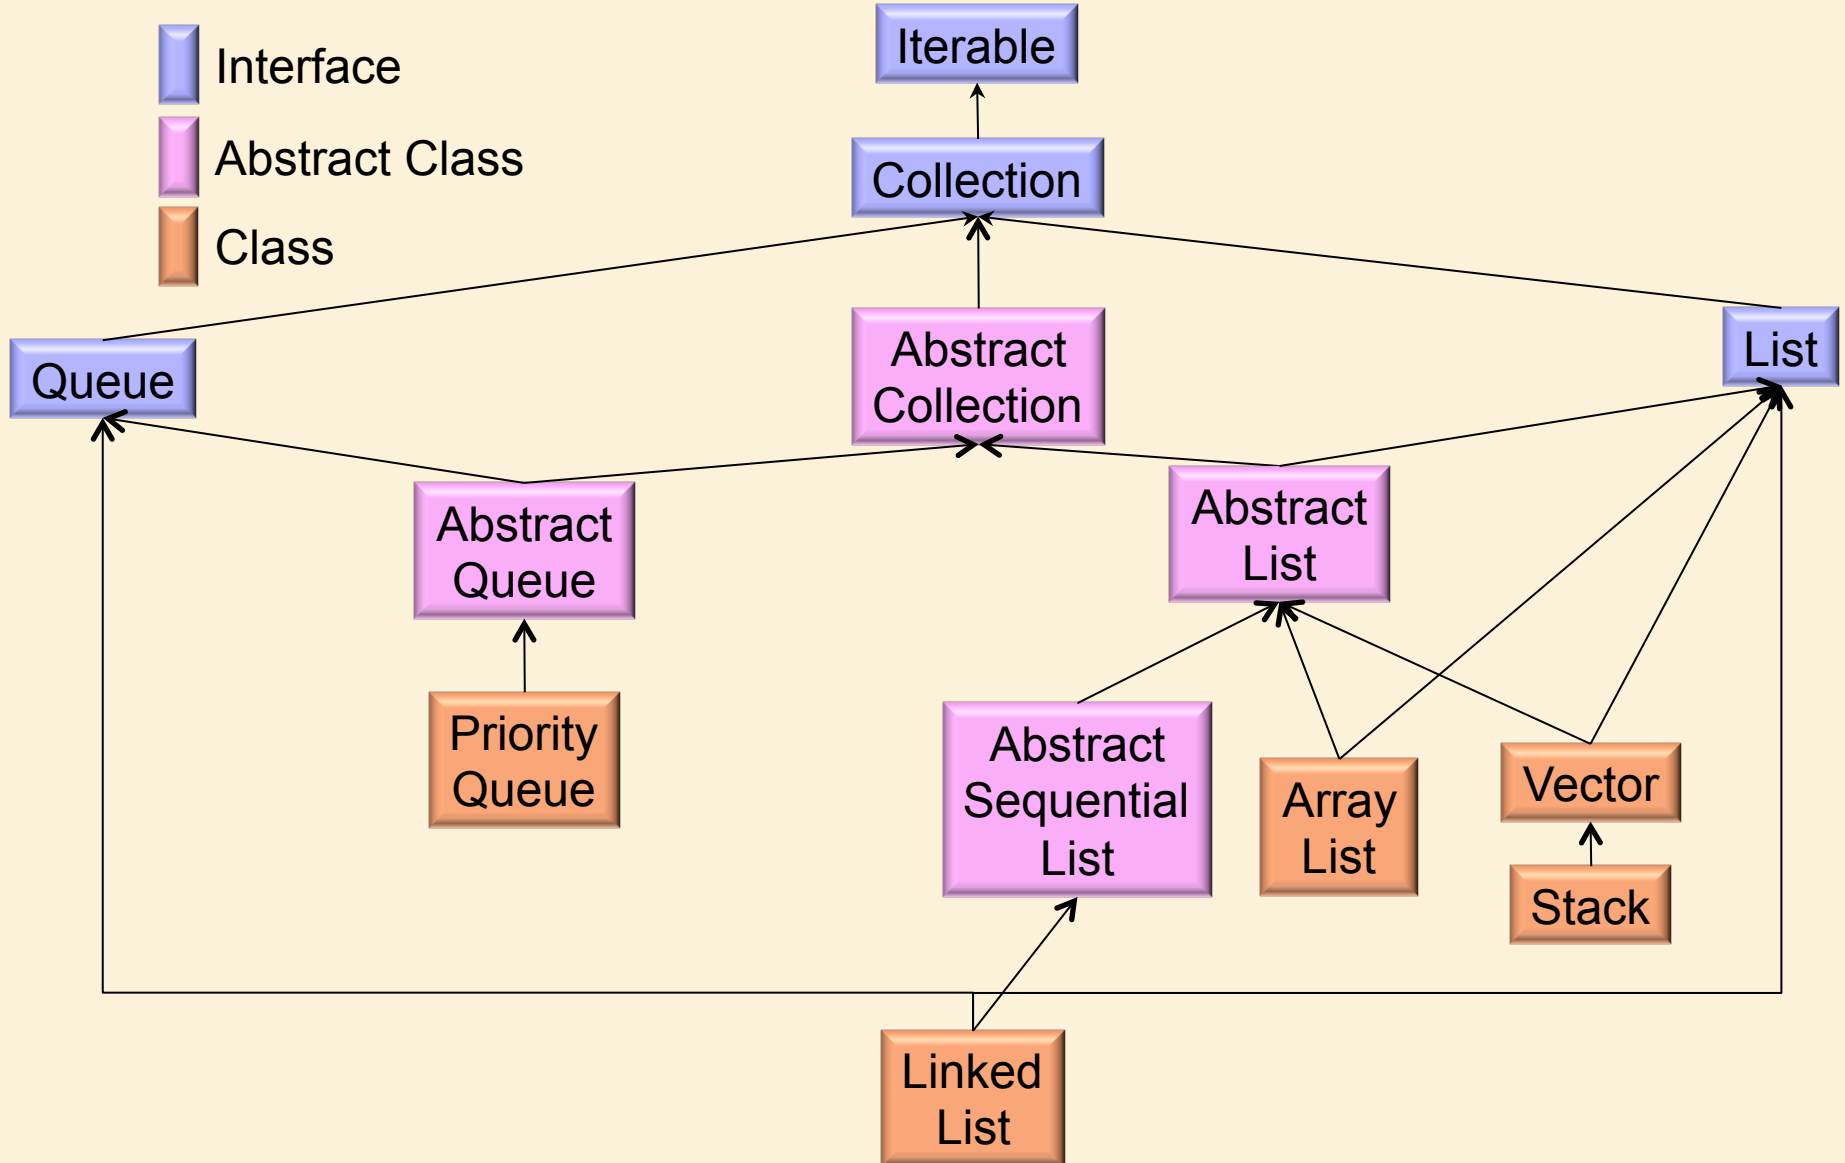 Interface
Abstract Class
Class
Iterable
Collection
Queue
Abstract
Collection
List
Abstract
Queue
Abstract
List
Priority
Queue
Abstract
Sequential
List
Array
List
Vector
Stack
Linked
List